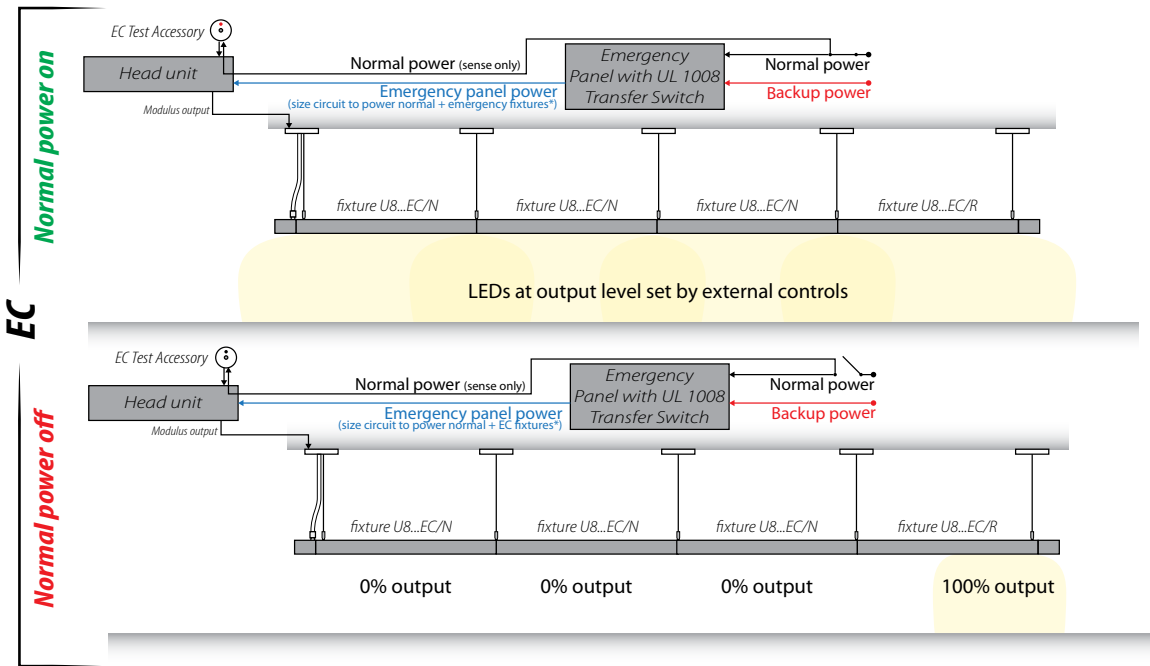 EC
Normal power on
EC Test Accessory
Head unit
Modulus output
Normal power (sense only)
Emergency panel power
(size circuit to power normal + emergency fixtures*)
Emergency
Panel with UL 1008
Transfer Switch
Normal power
Backup power
fixture U8...EC/N
fixture U8...EC/N
fixture U8...EC/N
fixture U8...EC/R
LEDs at output level set by external controls
Normal power off
EC Test Accessory
Head unit
Modulus output
Normal power (sense only)
Emergency panel power
(size circuit to power normal + EC fixtures*)
Emergency
Panel with UL 1008
Transfer Switch
Normal power
Backup power
fixture U8...EC/N
fixture U8...EC/N
fixture U8...EC/N
fixture U8...EC/R
0% output
0% output
0% output
100% output